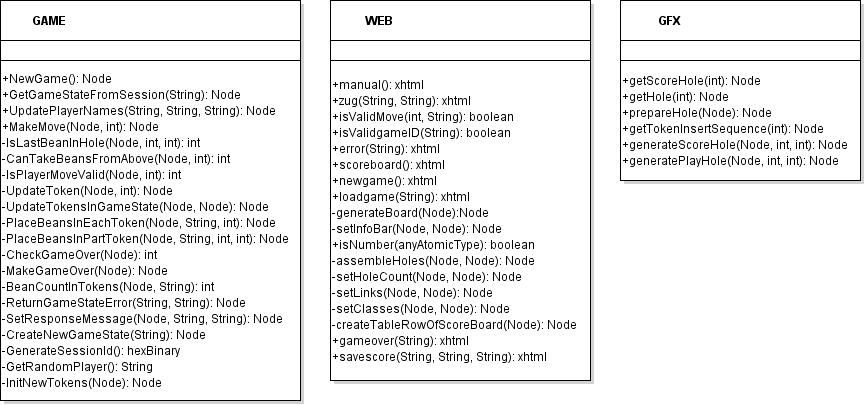 GAME
+NewGame(): Node
+GetGameStateFromSession(String): Node
+UpdatePlayerNames(String, String, String): Node
+MakeMove(Node, int): Node
-IsLastBeanInHole(Node, int, int): int
-CanTakeBeansFromAbove(Node, int): int
-IsPlayerMoveValid(Node, int): int
-UpdateToken(Node, int): Node
-UpdateTokensInGameState(Node, Node): Node
-PlaceBeansInEachToken(Node, String, int): Node
-PlaceBeansInPartToken(Node, String, int, int): Node
-CheckGameOver(Node): int
-MakeGameOver(Node): Node
-BeanCountInTokens(Node, String): int
-ReturnGameStateError(String, String): Node
-SetResponseMessage(Node, String, String): Node
-CreateNewGameState(String): Node
-GenerateSessionId(): hexBinary
-GetRandomPlayer(): String
-InitNewTokens(Node): Node
WEB
+manual(): xhtml
+zug(String, String): xhtml
+isValidMove(int, String): boolean
+isValidgameID(String): boolean
+error(String): xhtml
+scoreboard(): xhtml
+newgame(): xhtml
+loadgame(String): xhtml
-generateBoard(Node):Node
-setInfoBar(Node, Node): Node
+isNumber(anyAtomicType): boolean
-assembleHoles(Node, Node): Node
-setHoleCount(Node, Node): Node
-setLinks(Node, Node): Node
-setClasses(Node, Node): Node
-createTableRowOfScoreBoard(Node): Node
+gameover(String): xhtml
+savescore(String, String, String): xhtml
GFX
+getScoreHole(int): Node
+getHole(int): Node
+prepareHole(Node): Node
+getTokenInsertSequence(int): Node
+generateScoreHole(Node, int, int): Node
+generatePlayHole(Node, int, int): Node